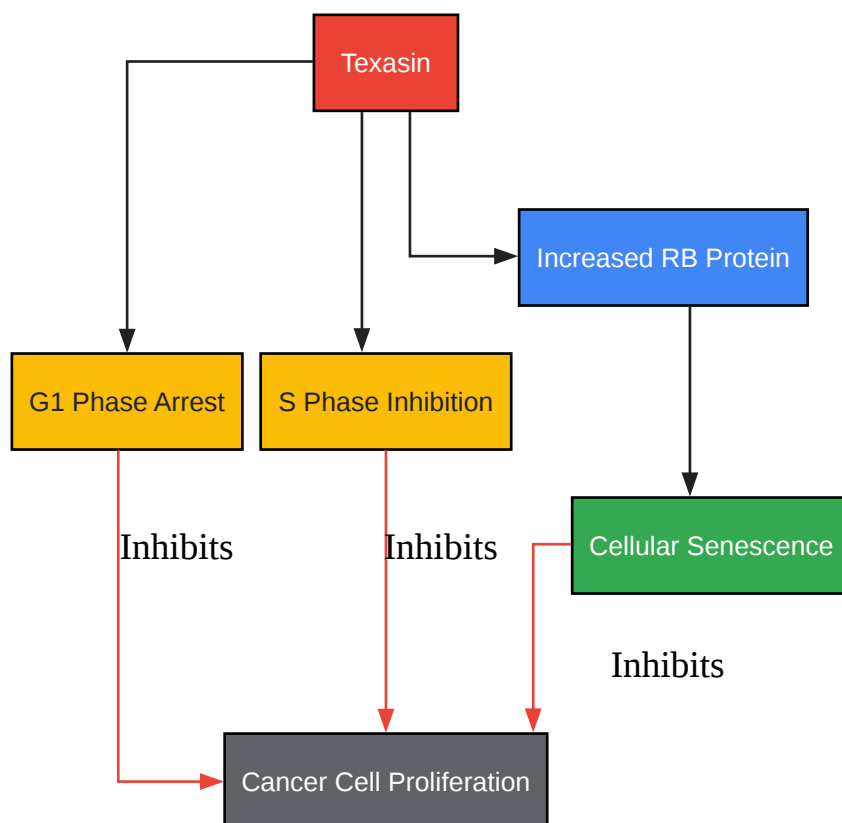 Texasin
Increased RB Protein
G1 Phase Arrest
S Phase Inhibition
Inhibits
Inhibits
Cellular Senescence
Inhibits
Cancer Cell Proliferation